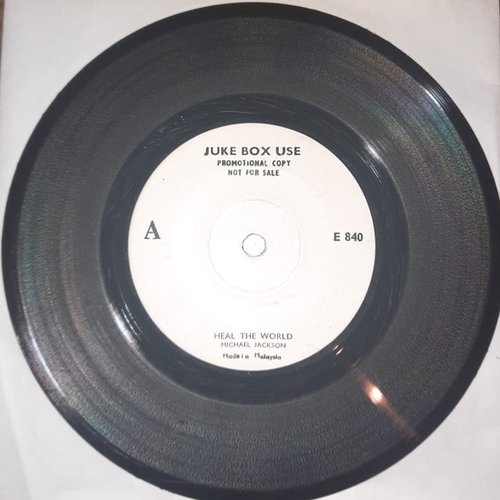 JUKE BOX USE
PROMOTIONAL COPY
NOT FOR SALE
A
E 840
HEAL THE WORLD
MICHAEL JACKSON
Made in Malaysia